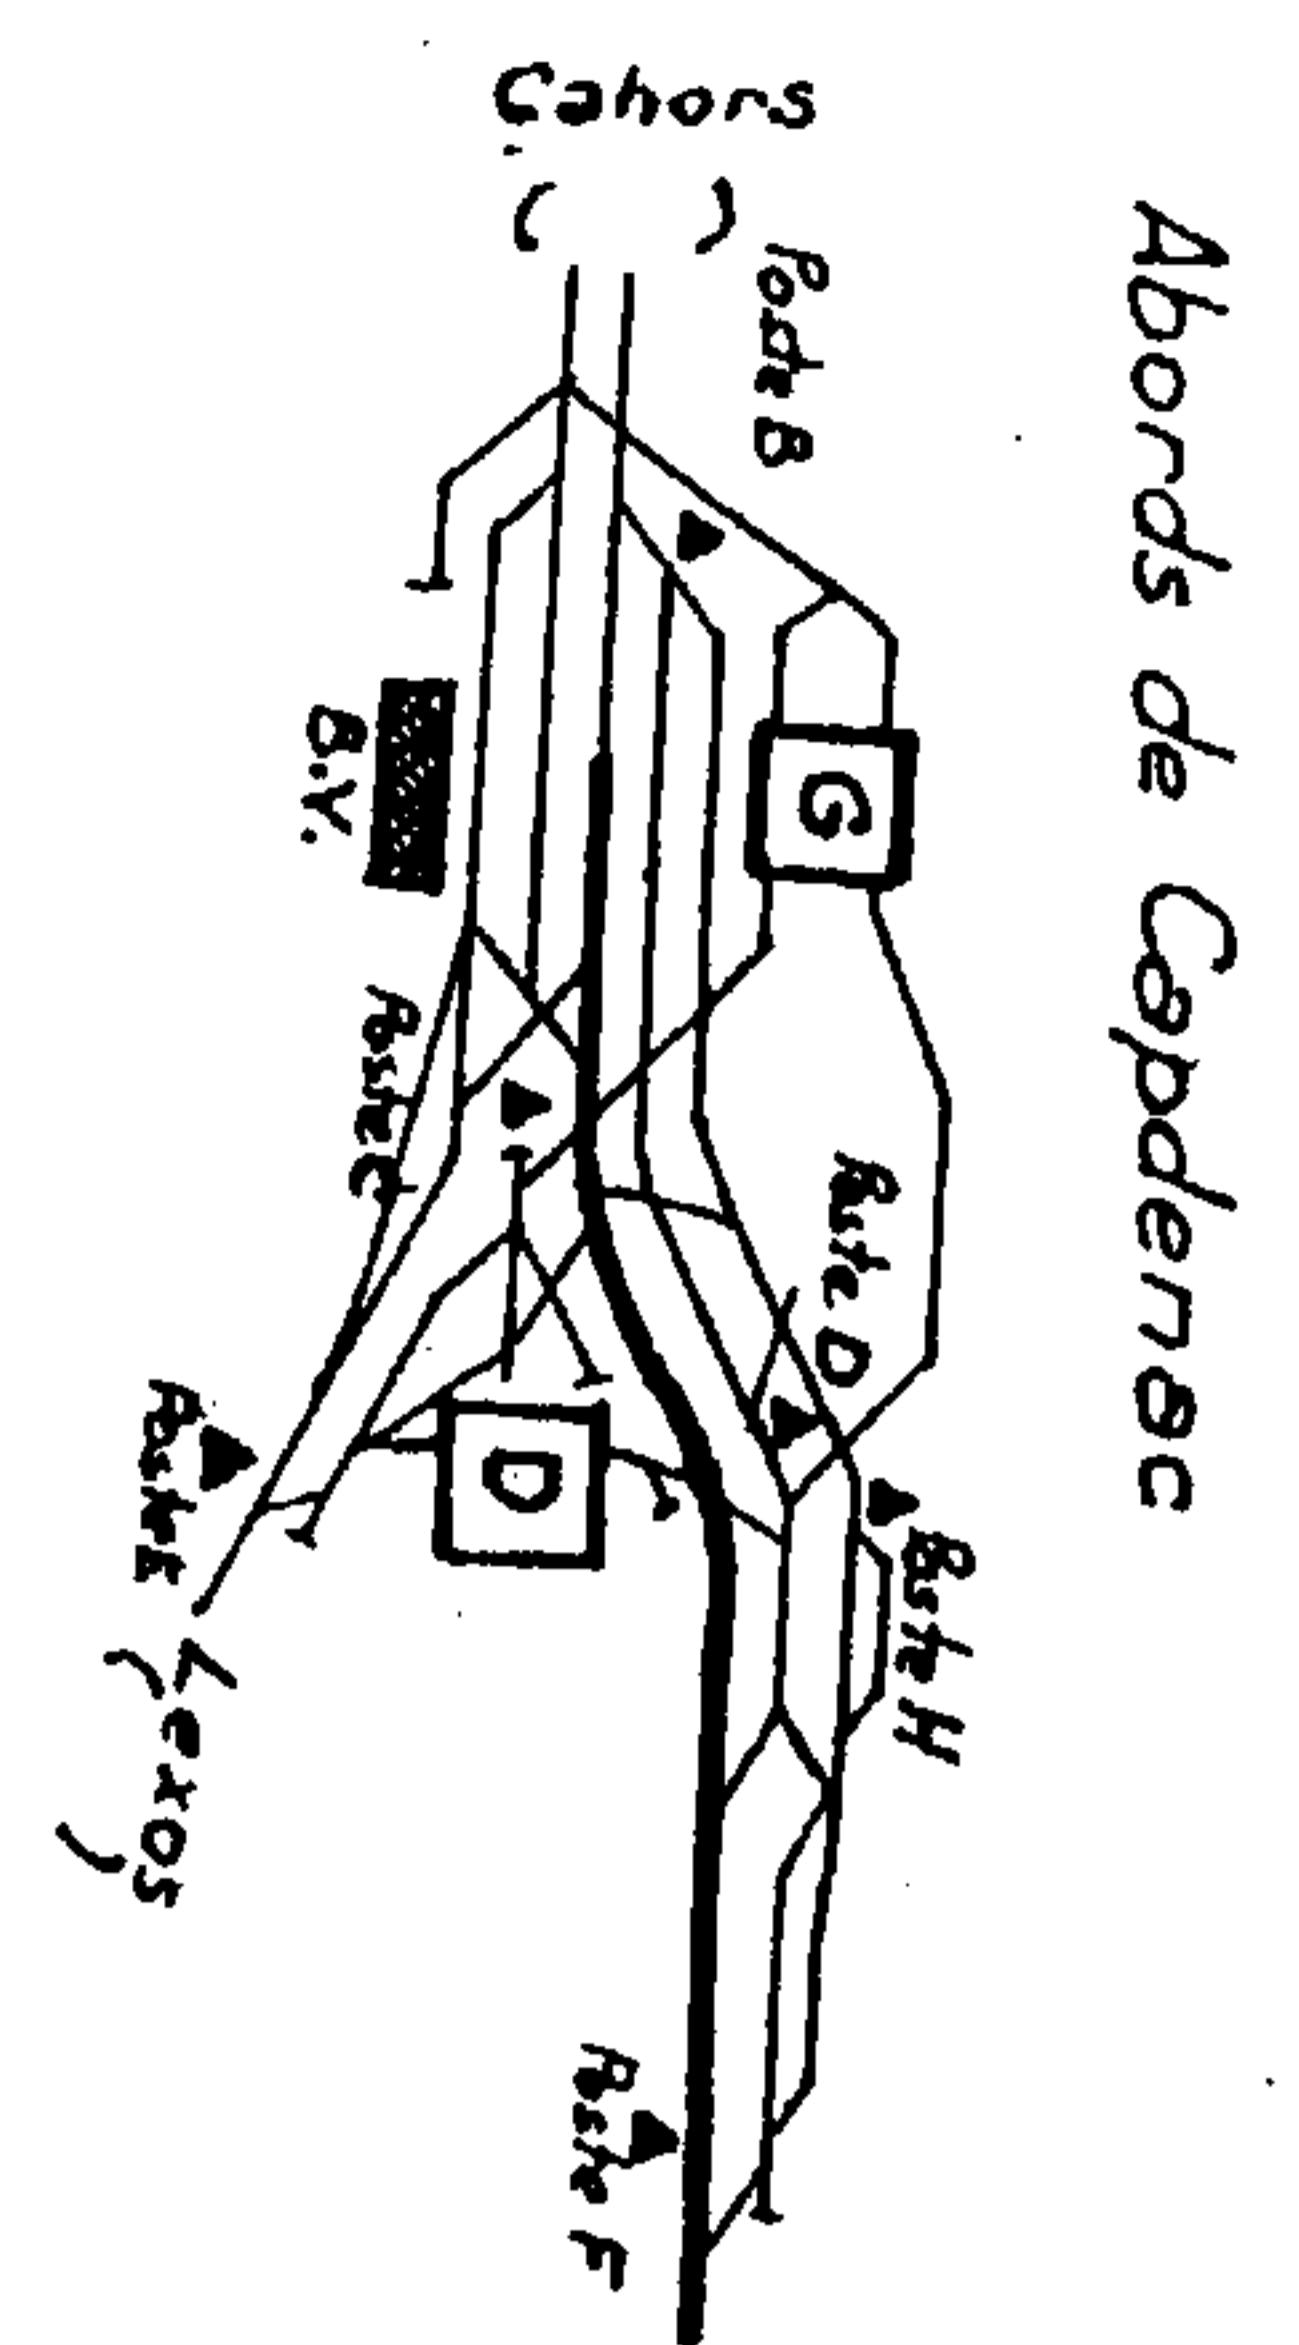 Abords de Capdenac
Cahors
Poste B
G
B.V.
Poste C
Poste D
D
Poste H
Poste E
Lexos
Poste F